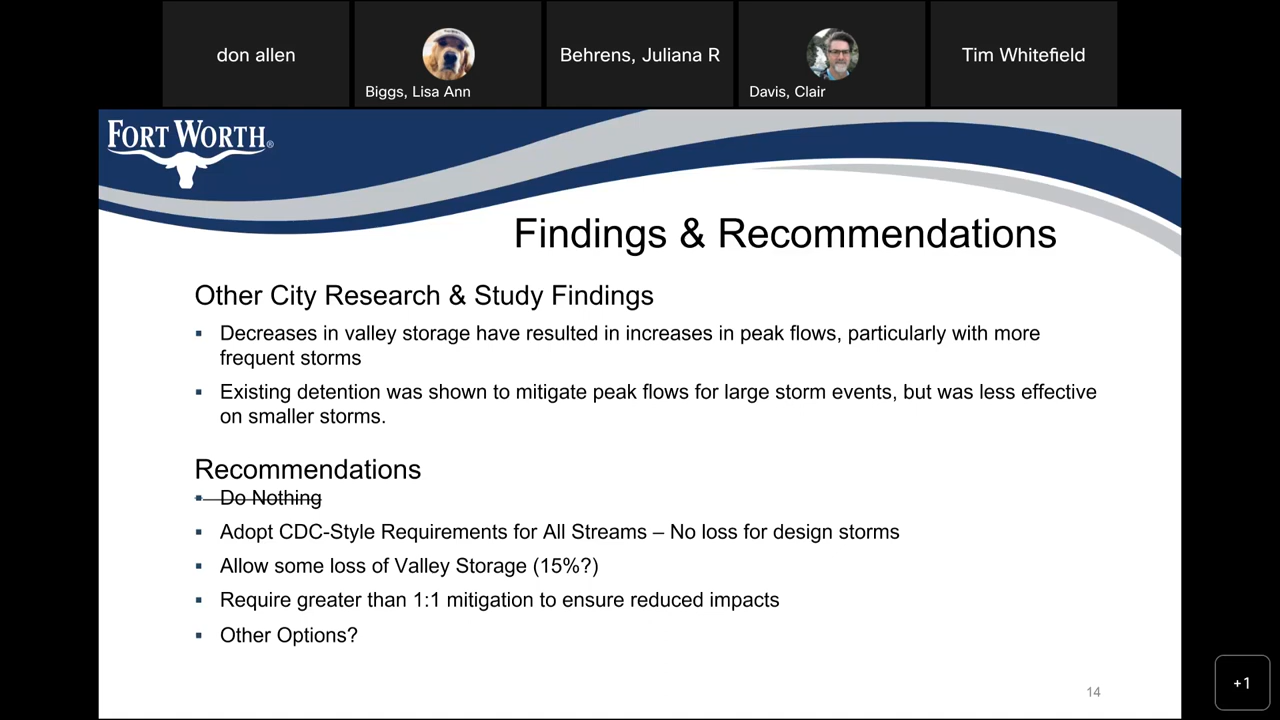 don allen
Biggs, Lisa Ann
Behrens, Juliana R
Davis, Clair
Tim Whitefield
FORT WORTH®
Findings & Recommendations
Other City Research & Study Findings
▪ Decreases in valley storage have resulted in increases in peak flows, particularly with more
frequent storms
▪ Existing detention was shown to mitigate peak flows for large storm events, but was less effective
on smaller storms.
Recommendations
▪ Do Nothing
▪ Adopt CDC-Style Requirements for All Streams – No loss for design storms
▪ Allow some loss of Valley Storage (15%?)
▪ Require greater than 1:1 mitigation to ensure reduced impacts
▪ Other Options?
14
+1